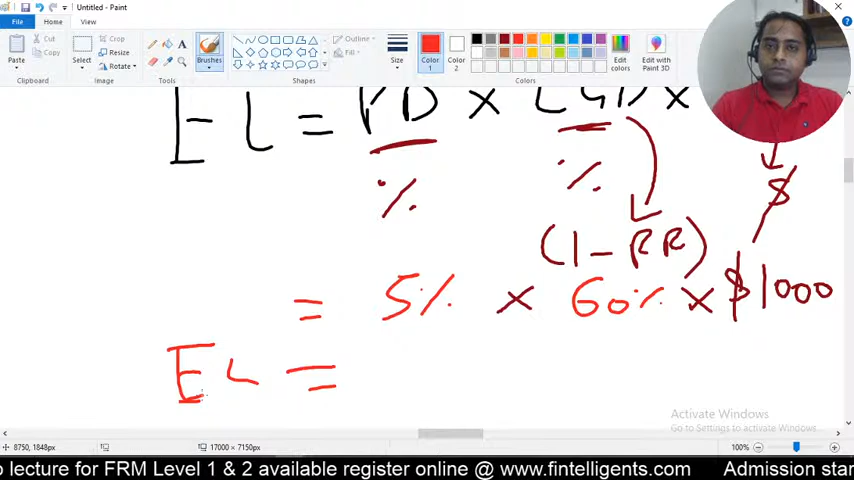 Untitled - Paint
File Home View
Paste Cut Copy Select Crop Resize Rotate Brushes Outline Fill Size Color 1 Color 2 Edit colors Edit with Paint 3D
Clipboard Image Tools Shapes Colors
EL = PD × LGD ×
% % $
(1 - RR)
= 5% × 60% × $1000
EL =
Activate Windows
Go to Settings to activate Windows.
8750, 1848px 17000 × 7150px 100%
lecture for FRM Level 1 & 2 available register online @ www.fintelligents.com Admission